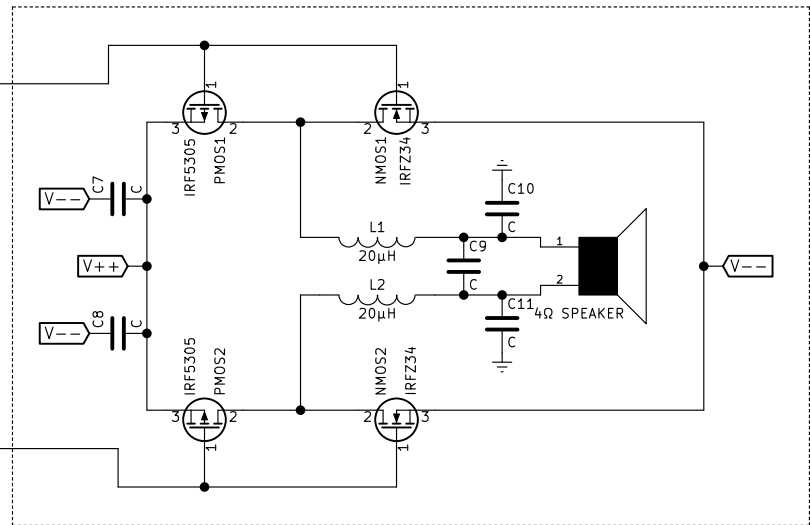 1
1
3
2
2
3
IRF5305
PMOS1
NMOS1
IRFZ34
C7
C
V--
C10
C
L1
20µH
C9
C
1
V++
V--
L2
20µH
2
C11
C
4Ω SPEAKER
C8
C
V--
IRF5305
PMOS2
NMOS2
IRFZ34
3
2
2
3
1
1